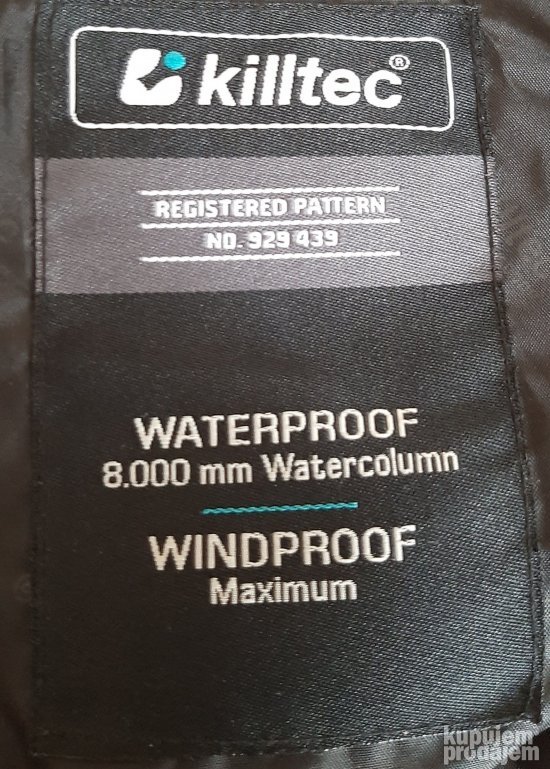 killtec®
REGISTERED PATTERN
NO. 929 439
WATERPROOF
8.000 mm Watercolumn
WINDPROOF
Maximum
kupujem
prodajem